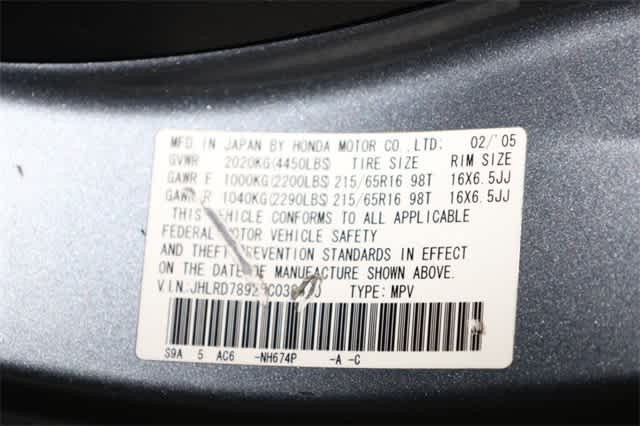 MFD IN JAPAN BY HONDA MOTOR CO.,LTD: 02/'05
GVWR 2020KG(4450LBS) TIRE SIZE RIM SIZE
GAWR F 1000KG(2200LBS) 215/65R16 98T 16X6.5JJ
GAWR R 1040KG(2290LBS) 215/65R16 98T 16X6.5JJ
THIS VEHICLE CONFORMS TO ALL APPLICABLE
FEDERAL MOTOR VEHICLE SAFETY
AND THEFT PREVENTION STANDARDS IN EFFECT
ON THE DATE OF MANUFACTURE SHOWN ABOVE.
V.I.N.: TYPE: MPV
S9A 5 AC6 -NH674P -A -C